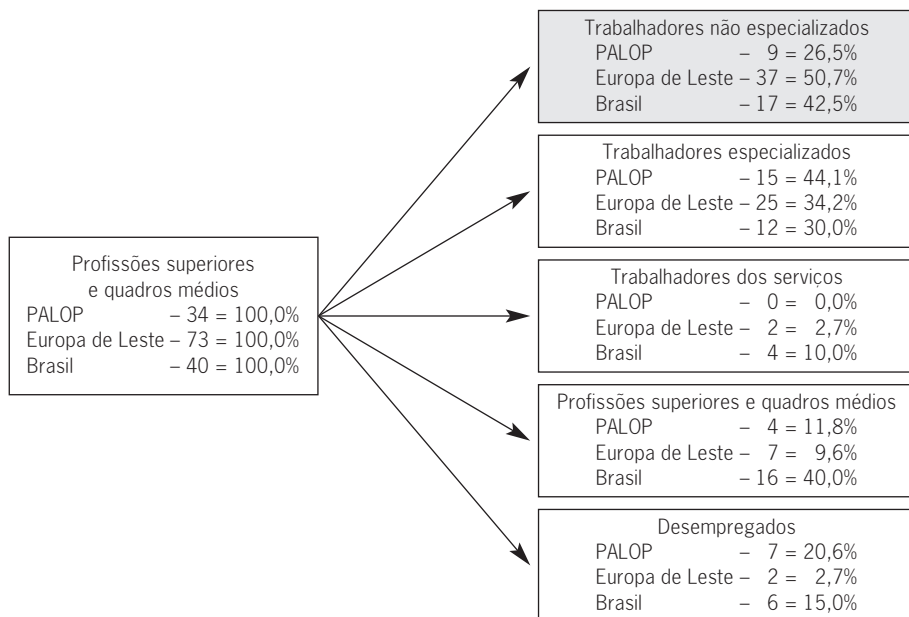 Profissões superiores
e quadros médios
PALOP – 34 = 100,0%
Europa de Leste – 73 = 100,0%
Brasil – 40 = 100,0%
Trabalhadores não especializados
PALOP – 9 = 26,5%
Europa de Leste – 37 = 50,7%
Brasil – 17 = 42,5%
Trabalhadores especializados
PALOP – 15 = 44,1%
Europa de Leste – 25 = 34,2%
Brasil – 12 = 30,0%
Trabalhadores dos serviços
PALOP – 0 = 0,0%
Europa de Leste – 2 = 2,7%
Brasil – 4 = 10,0%
Profissões superiores e quadros médios
PALOP – 4 = 11,8%
Europa de Leste – 7 = 9,6%
Brasil – 16 = 40,0%
Desempregados
PALOP – 7 = 20,6%
Europa de Leste – 2 = 2,7%
Brasil – 6 = 15,0%